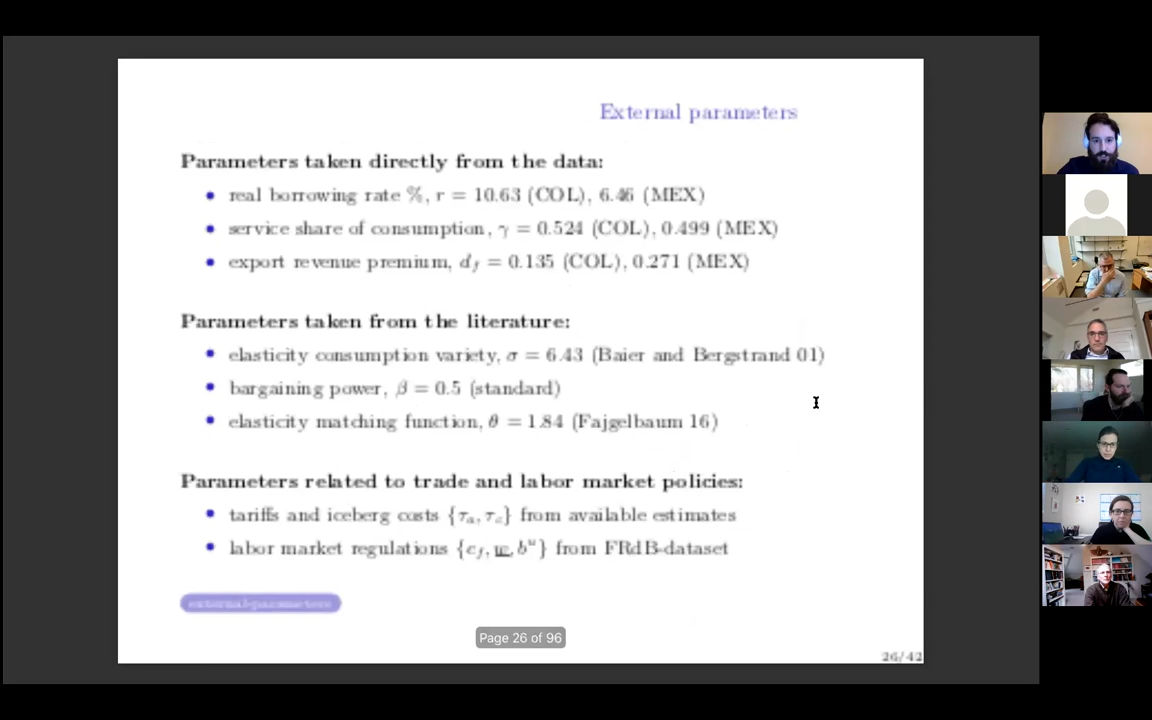 External parameters
Parameters taken directly from the data:
• real borrowing rate %, r = 10.63 (COL), 6.46 (MEX)
• service share of consumption, γ = 0.524 (COL), 0.499 (MEX)
• export revenue premium, d_f = 0.135 (COL), 0.271 (MEX)
Parameters taken from the literature:
• elasticity consumption variety, σ = 6.43 (Baier and Bergstrand 01)
• bargaining power, β = 0.5 (standard)
• elasticity matching function, θ = 1.84 (Fajgelbaum 16)
Parameters related to trade and labor market policies:
• tariffs and iceberg costs {τ_a, τ_c} from available estimates
• labor market regulations {c_f, w, b^u} from FRdB-dataset
external-parameters
Page 26 of 96
26/42